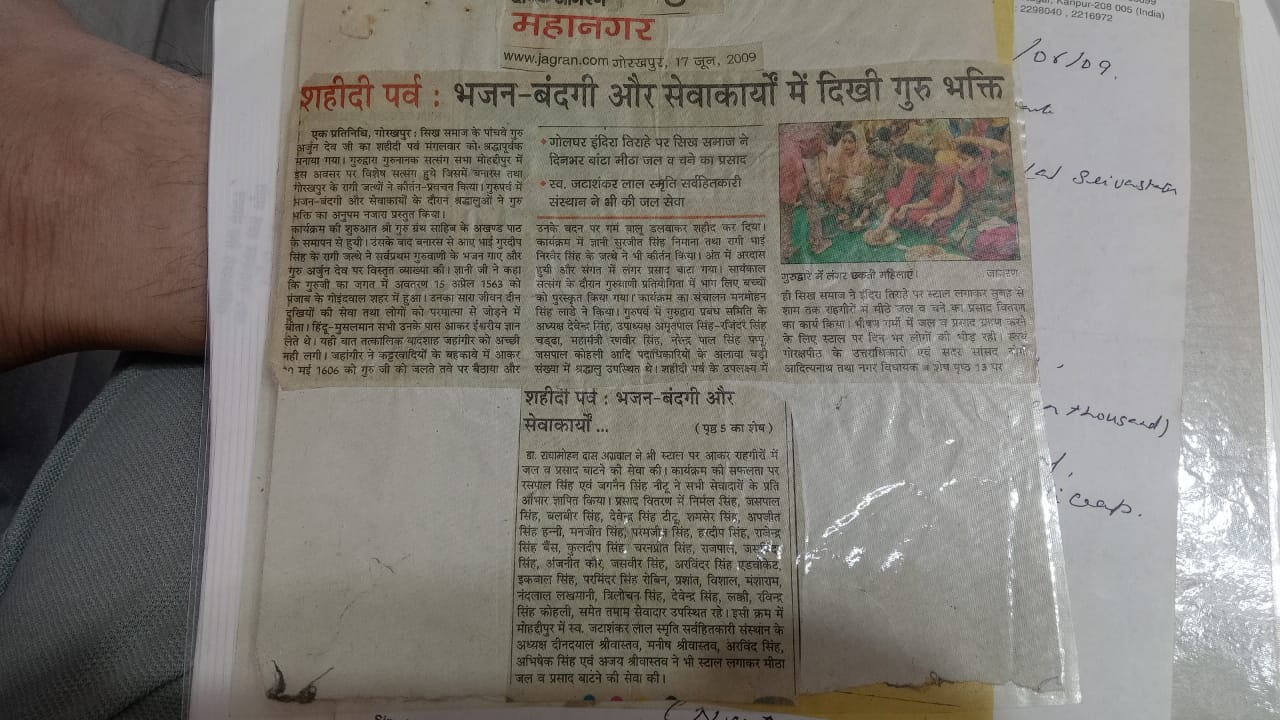 दैनिक जागरण
महानगर
www.jagran.com गोरखपुर, 17 जून, 2009
शहीदी पर्व : भजन-बंदगी और सेवाकार्यों में दिखी गुरु भक्ति
एक प्रतिनिधि, गोरखपुर : सिख समाज के पांचवे गुरु
अर्जुन देव जी का शहीदी पर्व मंगलवार को श्रद्धापूर्वक
मनाया गया। गुरुद्वारा गुरुनानक सत्संग सभा मोहद्दीपुर में
इस अवसर पर विशेष सत्संग हुये जिसमें बनारस तथा
गोरखपुर के रागी जत्थों ने कीर्तन-प्रवचन किया। गुरुपर्व में
भजन-बंदगी और सेवाकार्यों के दौरान श्रद्धालुओं ने गुरु
भक्ति का अनुपम नजारा प्रस्तुत किया।
कार्यक्रम की शुरुआत श्री गुरु ग्रंथ साहिब के अखण्ड पाठ
के समापन से हुयी। उसके बाद बनारस से आए भाई गुरदीप
सिंह के रागी जत्थे ने सर्वप्रथम गुरुवाणी के भजन गाए और
गुरु अर्जुन देव पर विस्तृत व्याख्या की। ज्ञानी जी ने कहा
कि गुरुजी का जगत में अवतरण 15 अप्रैल 1563 को
पंजाब के गोइंदवाल शहर में हुआ। उनका सारा जीवन दीन
दुखियों की सेवा तथा लोगों को परमात्मा से जोड़ने में
बीता। हिंदू-मुसलमान सभी उनके पास आकर ईश्वरीय ज्ञान
लेते थे। यही बात तत्कालिक बादशाह जहांगीर को अच्छी
नही लगी। जहांगीर ने कट्टरवादियों के बहकावे में आकर
मई 1606 को गुरु जी को जलते तवे पर बैठाया और
• गोलघर इंदिरा तिराहे पर सिख समाज ने
दिनभर बांटा मीठा जल व चने का प्रसाद
• स्व. जटाशंकर लाल स्मृति सर्वहितकारी
संस्थान ने भी की जल सेवा
उनके बदन पर गर्म बालू डलवाकर शहीद कर दिया।
कार्यक्रम में ज्ञानी सुरजीत सिंह निमाना तथा रागी भाई
निरवैर सिंह के जत्थे ने भी कीर्तन किया। अंत में अरदास
हुयी और संगत में लंगर प्रसाद बांटा गया। सायंकाल
सत्संग के दौरान गुरुवाणी प्रतियोगिता में भाग लिए बच्चों
को पुरस्कृत किया गया। कार्यक्रम का संचालन मनमोहन
सिंह लाडे ने किया। गुरुपर्व में गुरुद्वारा प्रबंध समिति के
अध्यक्ष देवेन्द्र सिंह, उपाध्यक्ष अमृतपाल सिंह-रजिंदर सिंह
चड्ढा, महामंत्री रणवीर सिंह, नरेन्द्र पाल सिंह पप्पू,
जसपाल कोहली आदि पदाधिकारियों के अलावा बड़ी
संख्या में श्रद्धालु उपस्थित थे। शहीदी पर्व के उपलक्ष्य में
गुरुद्वारे में लंगर छकती महिलाएं। जागरण
ही सिख समाज ने इंदिरा तिराहे पर स्टाल लगाकर सुबह से
शाम तक राहगीरों में मीठे जल व चने का प्रसाद वितरण
का कार्य किया। भीषण गर्मी में जल व प्रसाद ग्रहण करने
के लिए स्टाल पर दिन भर लोगों की भीड़ रही।
गोरक्षपीठ के उत्तराधिकारी एवं सदर सांसद योगी
आदित्यनाथ तथा नगर विधायक शेष पृष्ठ 13 पर
शहीदी पर्व : भजन-बंदगी और
सेवाकार्यों ... ( पृष्ठ 5 का शेष )
डा. राधामोहन दास अग्रवाल ने भी स्टाल पर आकर राहगीरों में
जल व प्रसाद बांटने की सेवा की। कार्यक्रम की सफलता पर
रसपाल सिंह एवं जगनैन सिंह नीटू ने सभी सेवादारों के प्रति
आभार ज्ञापित किया। प्रसाद वितरण में निर्मल सिंह, जसपाल
सिंह, बलबीर सिंह, देवेन्द्र सिंह टीटू, शमसेर सिंह, अपजीत
सिंह हन्नी, मनजीत सिंह, परमजीत सिंह, हरदीप सिंह, राजेन्द्र
सिंह बैंस, कुलदीप सिंह, चरनप्रीत सिंह, राजपाल,
सिंह, अंजनीत कौर, जसवीर सिंह, अरविंदर सिंह एडवोकेट,
इकबाल सिंह, परमिंदर सिंह रोबिन, प्रशांत, विशाल, मंशाराम,
नंदलाल लखमानी, त्रिलोचन सिंह, देवेन्द्र सिंह, लक्की, रविन्द्र
सिंह कोहली, समेत तमाम सेवादार उपस्थित रहे। इसी क्रम में
मोहद्दीपुर में स्व. जटाशंकर लाल स्मृति सर्वहितकारी संस्थान के
अध्यक्ष दीनदयाल श्रीवास्तव, मनीष श्रीवास्तव, अरविंद सिंह,
अभिषेक सिंह एवं अजय श्रीवास्तव ने भी स्टाल लगाकर मीठा
जल व प्रसाद बांटने की सेवा की।
Kanpur-208 005 (India)
: 2298040 , 2216972
/06/09.
Lal Srivastava
thousand)